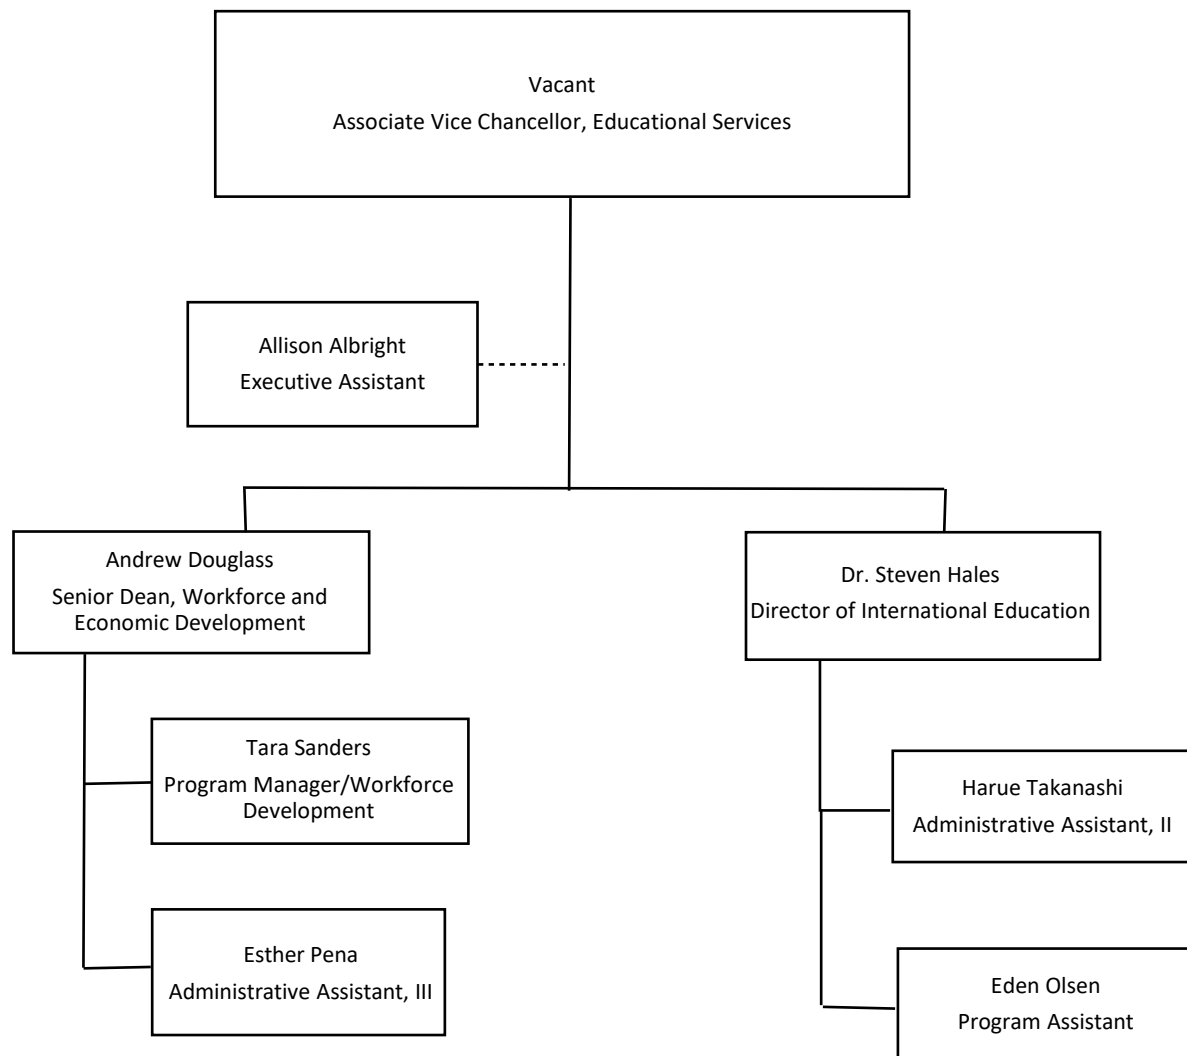 Vacant
Associate Vice Chancellor, Educational Services
Allison Albright
Executive Assistant
Andrew Douglass
Senior Dean, Workforce and
Economic Development
Dr. Steven Hales
Director of International Education
Tara Sanders
Program Manager/Workforce
Development
Harue Takanashi
Administrative Assistant, II
Esther Pena
Administrative Assistant, III
Eden Olsen
Program Assistant